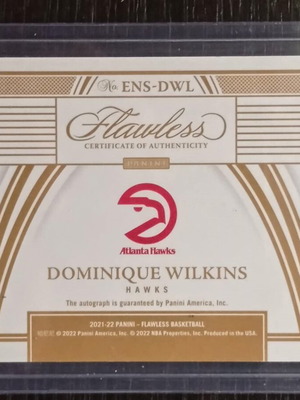 No. ENS-DWL
Flawless
CERTIFICATE OF AUTHENTICITY
PANINI
Atlanta Hawks
DOMINIQUE WILKINS
HAWKS
The autograph is guaranteed by Panini America, Inc.
2021-22 PANINI - FLAWLESS BASKETBALL
© 2022 Panini America, Inc. © 2022 NBA Properties, Inc. Produced in the USA.